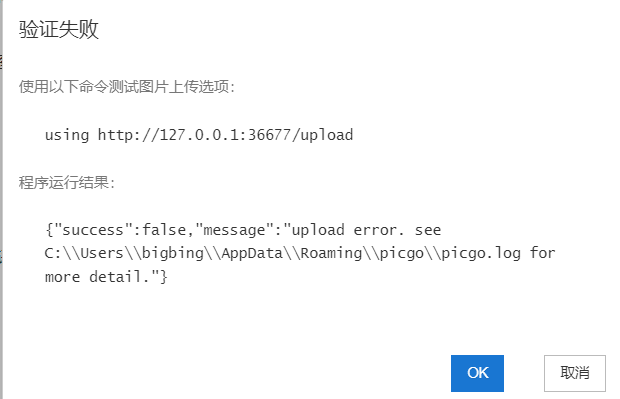 验证失败
使用以下命令测试图片上传选项:
using http://127.0.0.1:36677/upload
程序运行结果:
{"success":false,"message":"upload error. see
C:\\Users\\bigbing\\AppData\\Roaming\\picgo\\picgo.log for
more detail."}
OK
取消